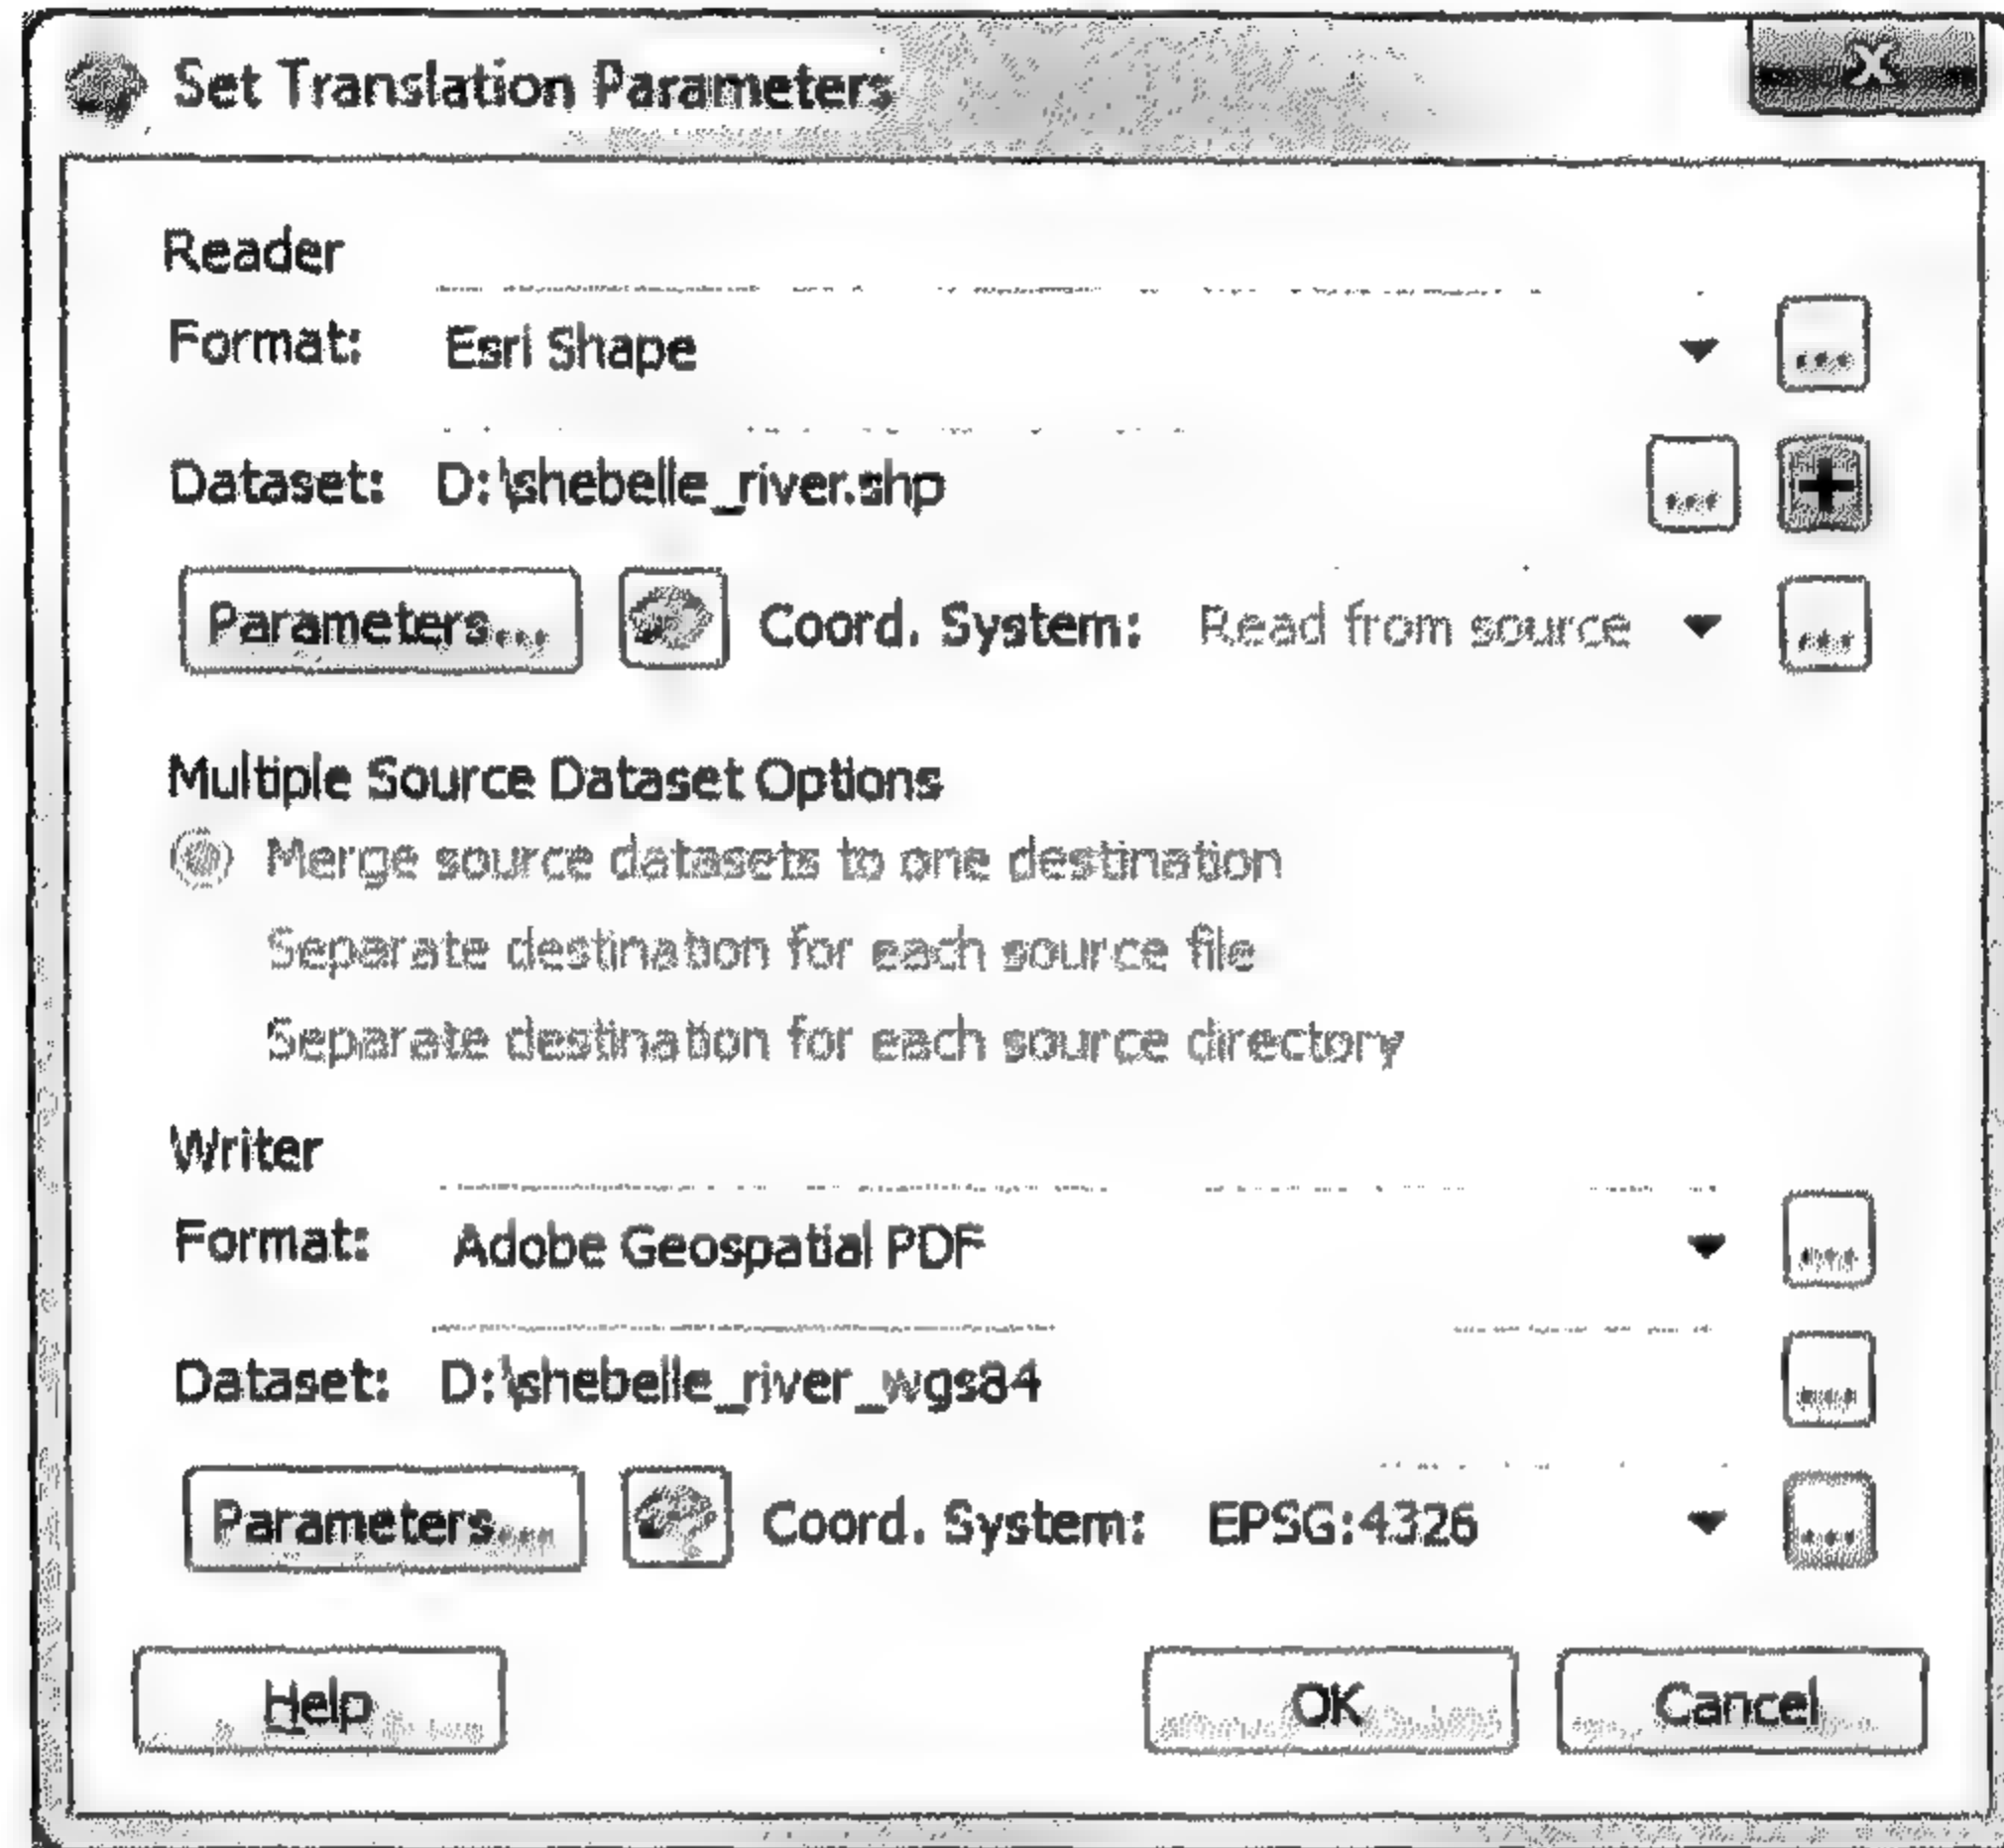 Set Translation Parameters
X
Reader
Format: Esri Shape ...
Dataset: D:\shebelle_river.shp ... +
Parameters... Coord. System: Read from source ...
Multiple Source Dataset Options
Merge source datasets to one destination
Separate destination for each source file
Separate destination for each source directory
Writer
Format: Adobe Geospatial PDF ...
Dataset: D:\shebelle_river_wgs84 ...
Parameters... Coord. System: EPSG:4326 ...
Help OK Cancel